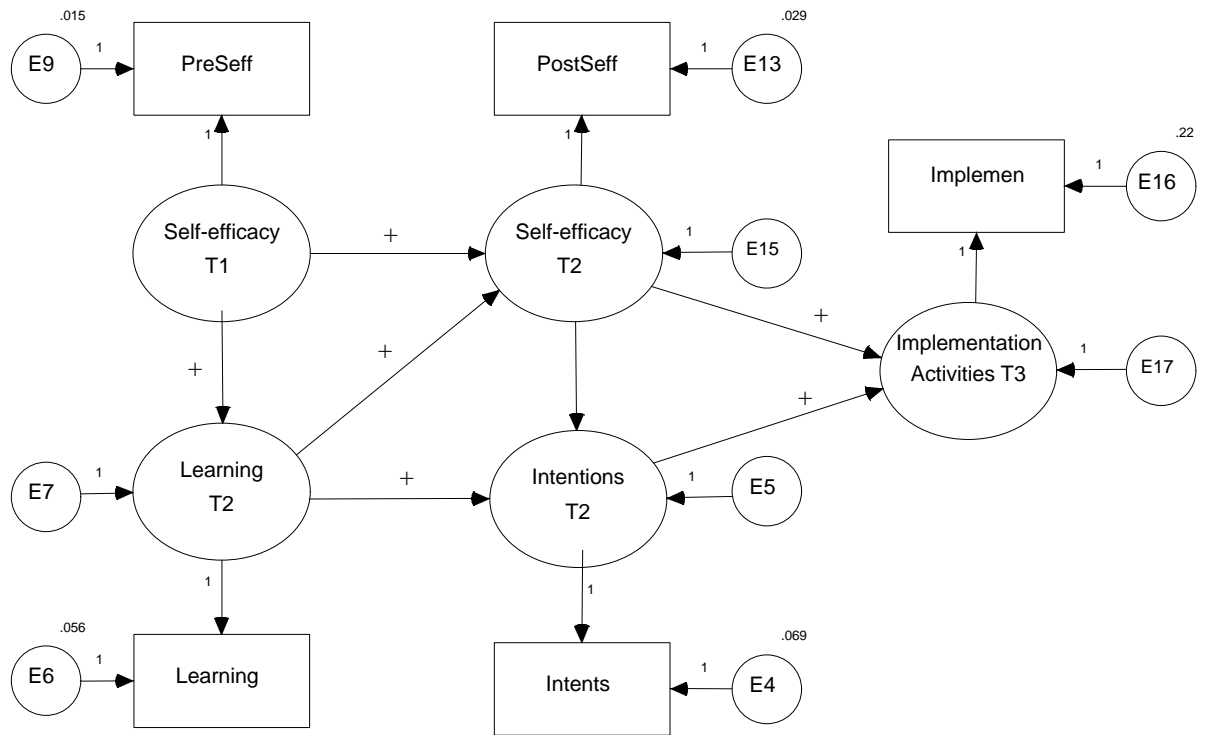 .015
.029
1
1
E9
PreSeff
PostSeff
E13
1
1
.22
1
Implemen
E16
Self-efficacy
T1
+
Self-efficacy
T2
1
E15
1
+
+
+
Implementation
Activities T3
1
E17
+
Learning
T2
1
E7
+
Intentions
T2
1
E5
1
1
.056
.069
1
1
E6
Learning
Intents
E4